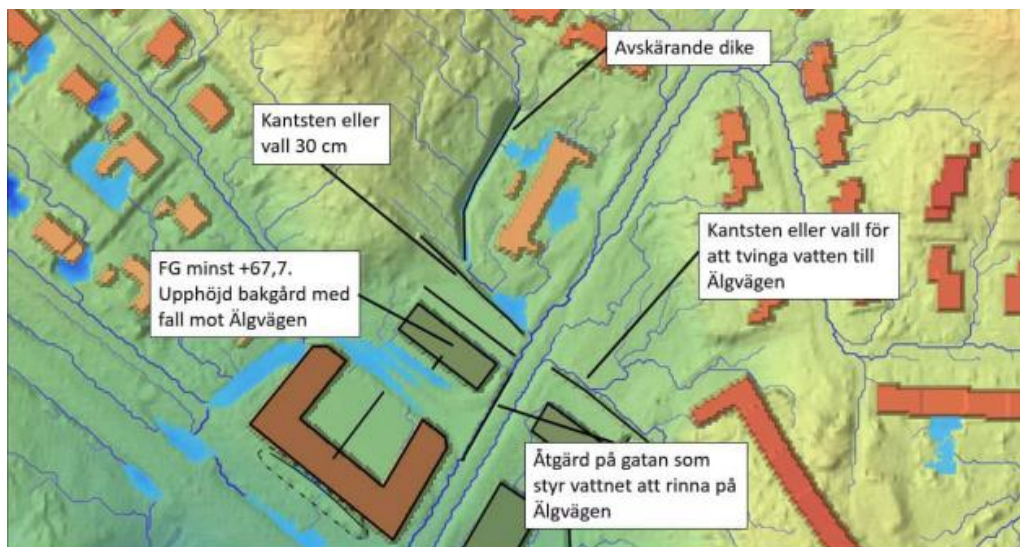 Avskärande dike
Kantsten eller
vall 30 cm
Kantsten eller vall för
att tvinga vatten till
Älgvägen
FG minst +67,7.
Upphöjd bakgård med
fall mot Älgvägen
Åtgärd på gatan som
styr vattnet att rinna på
Älgvägen